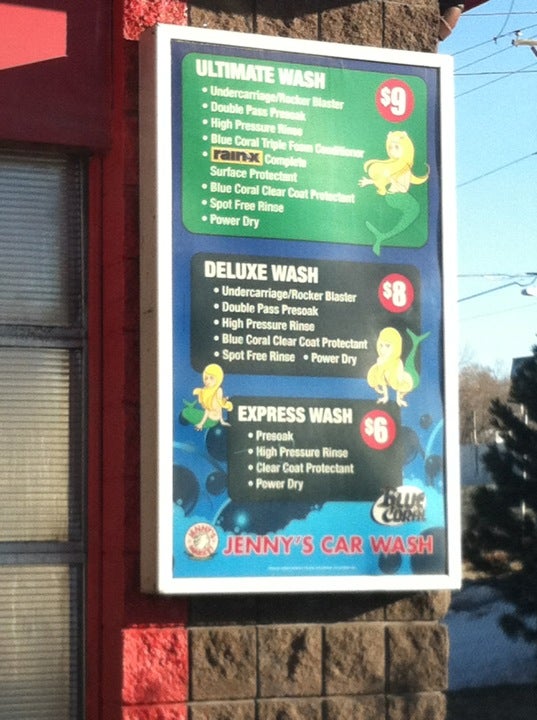 ULTIMATE WASH
$9
• Undercarriage/Rocker Blaster
• Double Pass Presoak
• High Pressure Rinse
• Blue Coral Triple Foam Conditioner
• rain-x Complete
Surface Protectant
• Blue Coral Clear Coat Protectant
• Spot Free Rinse
• Power Dry
DELUXE WASH
$8
• Undercarriage/Rocker Blaster
• Double Pass Presoak
• High Pressure Rinse
• Blue Coral Clear Coat Protectant
• Spot Free Rinse • Power Dry
EXPRESS WASH
$6
• Presoak
• High Pressure Rinse
• Clear Coat Protectant
• Power Dry
BLUE
CORAL
JENNY'S
JENNY'S CAR WASH